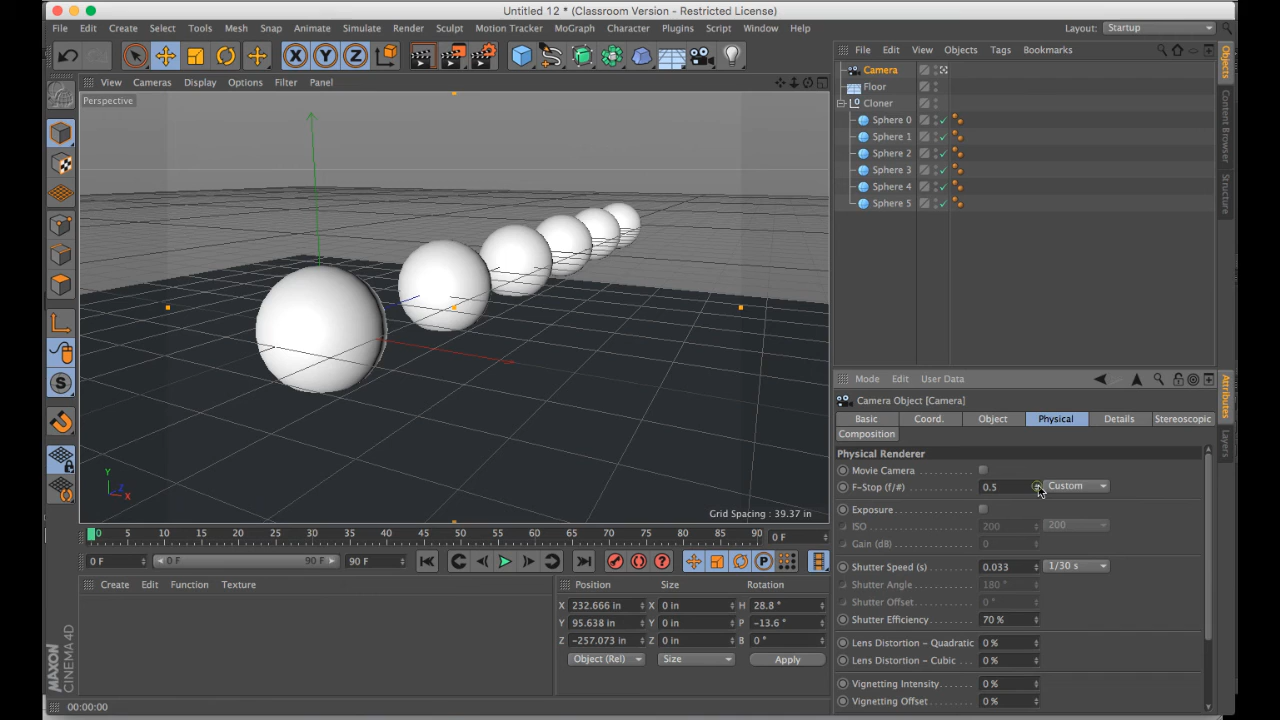 Untitled 12 * (Classroom Version - Restricted License)
File Edit Create Select Tools Mesh Snap Animate Simulate Render Sculpt Motion Tracker MoGraph Character Plugins Script Window Help Layout: Startup
X Y Z
File Edit View Objects Tags Bookmarks
View Cameras Display Options Filter Panel
Perspective
Camera
Floor
Cloner
Sphere 0
Sphere 1
Sphere 2
Sphere 3
Sphere 4
Sphere 5
Objects
Content Browser
Structure
S
Y
Z
X
Grid Spacing : 39.37 in
Mode Edit User Data
Camera Object [Camera]
Basic Coord. Object Physical Details Stereoscopic
Composition
Physical Renderer
Movie Camera
F-Stop (f/#) 0.5 Custom
Exposure
ISO 200 200
Gain (dB) 0
Shutter Speed (s) 0.033 1/30 s
Shutter Angle 180 °
Shutter Offset 0 °
Shutter Efficiency 70 %
Lens Distortion - Quadratic 0 %
Lens Distortion - Cubic 0 %
Vignetting Intensity 0 %
Vignetting Offset 0 %
Attributes
Layers
0 5 10 15 20 25 30 35 40 45 50 55 60 65 70 75 80 85 90 0 F
0 F 0 F 90 F 90 F P
Create Edit Function Texture
Position Size Rotation
X 232.666 in X 0 in H 28.8 °
Y 95.638 in Y 0 in P -13.6 °
Z -257.073 in Z 0 in B 0 °
Object (Rel) Size Apply
MAXON
CINEMA 4D
00:00:00